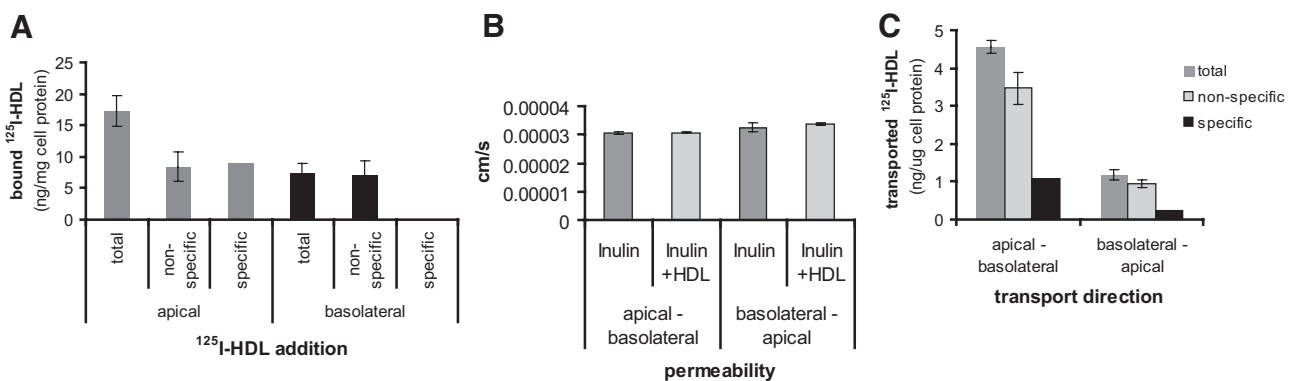 A
bound ¹²⁵I-HDL
(ng/mg cell protein)
25
20
15
10
5
0
total
non-
specific
specific
total
non-
specific
specific
apical
basolateral
¹²⁵I-HDL addition
B
cm/s
0.00004
0.00003
0.00002
0.00001
0
Inulin
Inulin
+HDL
Inulin
Inulin
+HDL
apical -
basolateral
basolateral -
apical
permeability
C
transported ¹²⁵I-HDL
(ng/ug cell protein)
5
4
3
2
1
0
total
non-specific
specific
apical -
basolateral
basolateral -
apical
transport direction